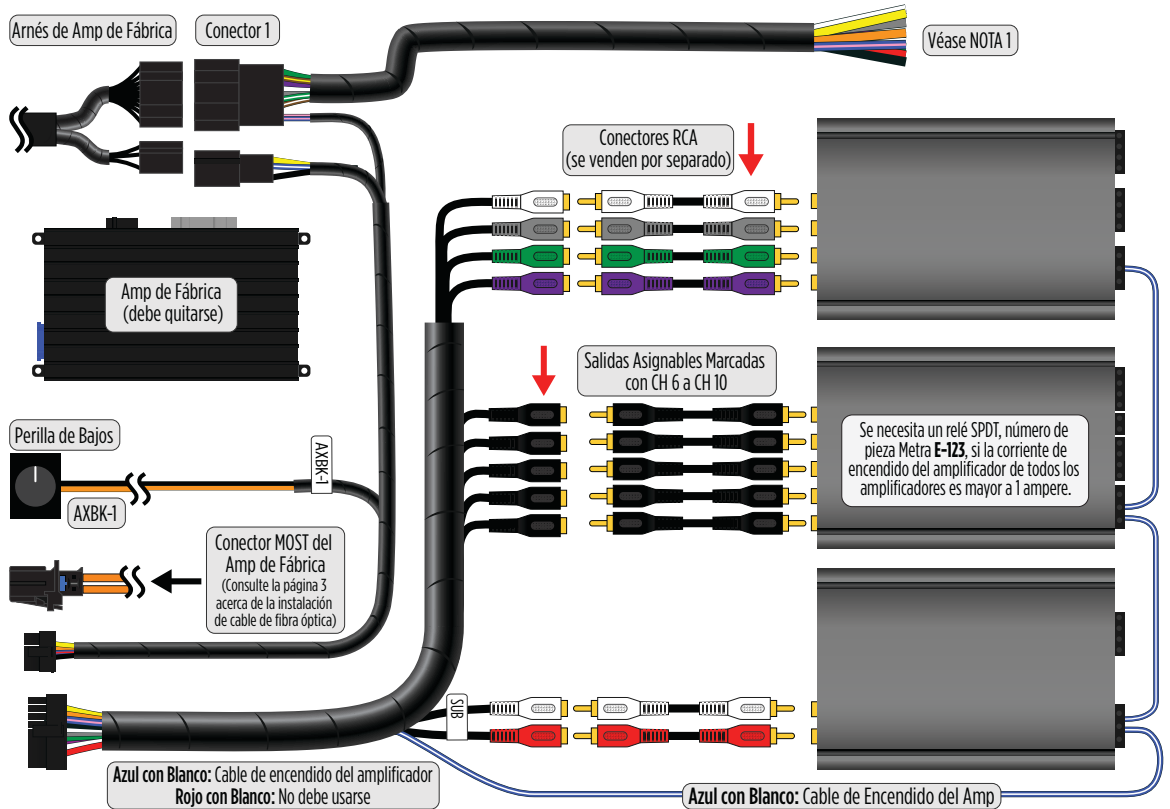 Arnés de Amp de Fábrica
Conector 1
Véase NOTA 1
Conectores RCA
(se venden por separado)
Amp de Fábrica
(debe quitarse)
Salidas Asignables Marcadas
con CH 6 a CH 10
Se necesita un relé SPDT, número de
pieza Metra E-123, si la corriente de
encendido del amplificador de todos los
amplificadores es mayor a 1 ampere.
Perilla de Bajos
AXBK-1
AXBK-1
Conector MOST del
Amp de Fábrica
(Consulte la página 3
acerca de la instalación
de cable de fibra óptica)
SUB
Azul con Blanco: Cable de encendido del amplificador
Rojo con Blanco: No debe usarse
Azul con Blanco: Cable de Encendido del Amp